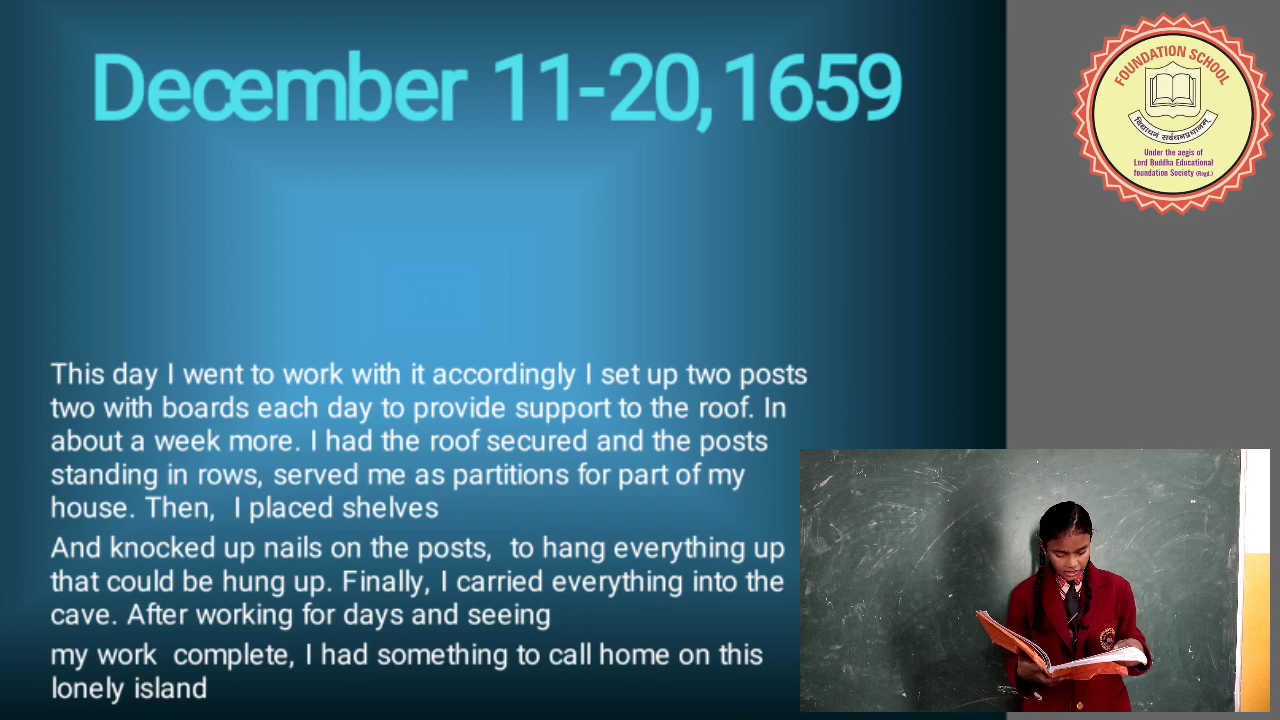 December 11-20, 1659
This day I went to work with it accordingly I set up two posts
two with boards each day to provide support to the roof. In
about a week more. I had the roof secured and the posts
standing in rows, served me as partitions for part of my
house. Then, I placed shelves
And knocked up nails on the posts, to hang everything up
that could be hung up. Finally, I carried everything into the
cave. After working for days and seeing
my work complete, I had something to call home on this
lonely island
FOUNDATION SCHOOL
Under the aegis of
Lord Buddha Educational
foundation Society (Regd.)